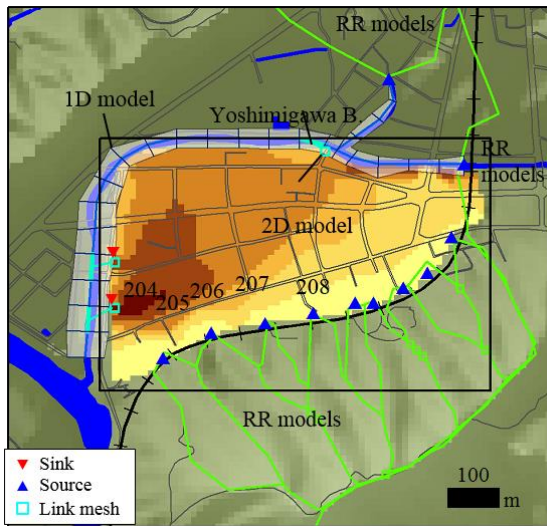 RR models
1D model
Yoshimigawa B.
RR
models
2D model
204
205
206
207
208
RR models
Sink
Source
Link mesh
100
m